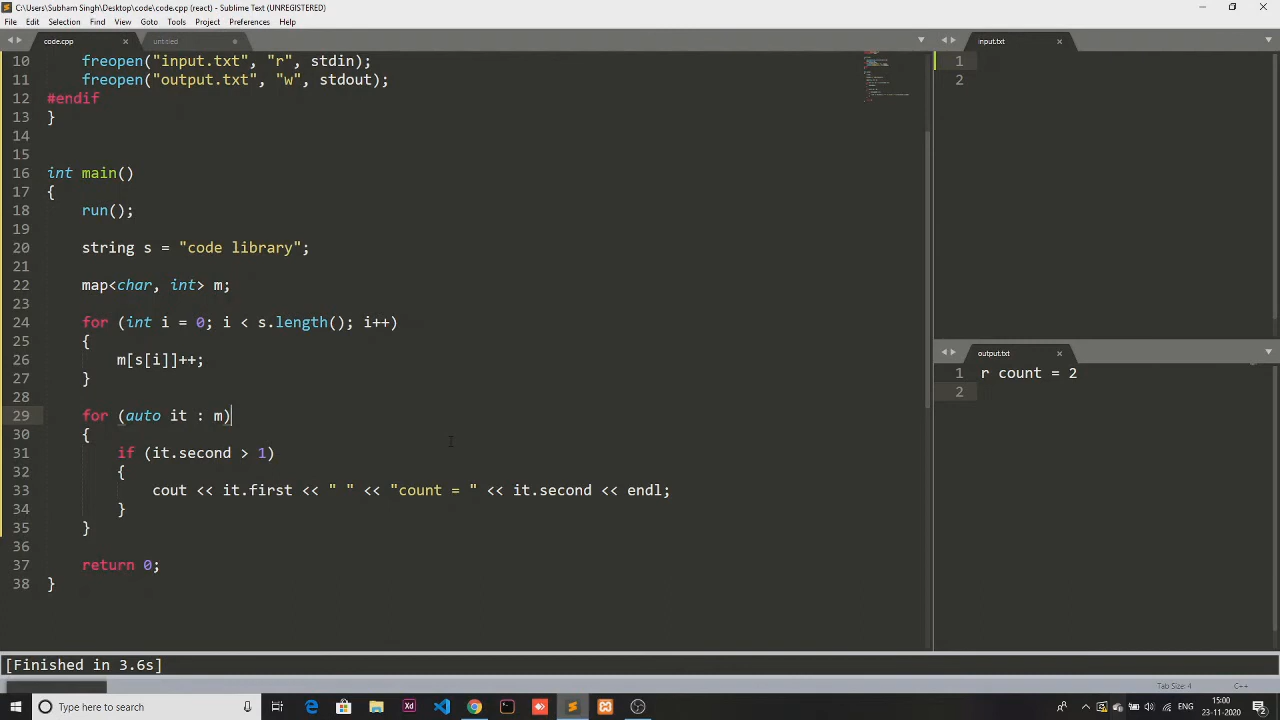 C:\Users\Subham Singh\Desktop\code\code.cpp (react) - Sublime Text (UNREGISTERED)
File Edit Selection Find View Goto Tools Project Preferences Help
code.cpp untitled
10 freopen("input.txt", "r", stdin);
11 freopen("output.txt", "w", stdout);
12 #endif
13 }
14
15
16 int main()
17 {
18 run();
19
20 string s = "code library";
21
22 map<char, int> m;
23
24 for (int i = 0; i < s.length(); i++)
25 {
26 m[s[i]]++;
27 }
28
29 for (auto it : m)
30 {
31 if (it.second > 1)
32 {
33 cout << it.first << " " << "count = " << it.second << endl;
34 }
35 }
36
37 return 0;
38 }
input.txt
1
2
output.txt
1 r count = 2
2
[Finished in 3.6s]
Tab Size: 4 C++
Type here to search
ENG
15:00
23-11-2020
2